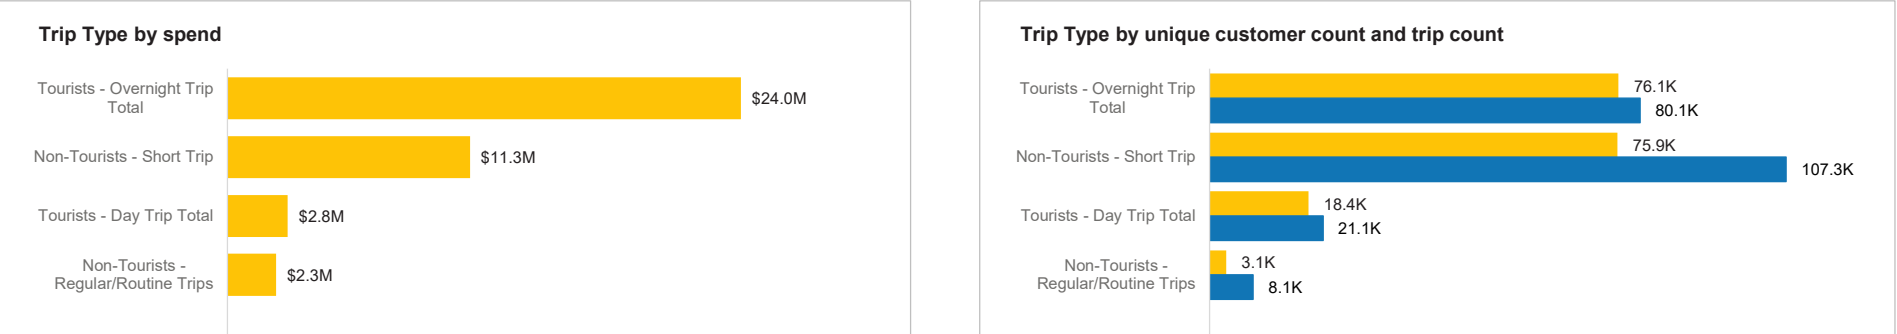 Trip Type by spend
Tourists - Overnight Trip
Total
$24.0M
Non-Tourists - Short Trip
$11.3M
Tourists - Day Trip Total
$2.8M
Non-Tourists -
Regular/Routine Trips
$2.3M
Trip Type by unique customer count and trip count
Tourists - Overnight Trip
Total
76.1K
80.1K
Non-Tourists - Short Trip
75.9K
107.3K
Tourists - Day Trip Total
18.4K
21.1K
Non-Tourists -
Regular/Routine Trips
3.1K
8.1K